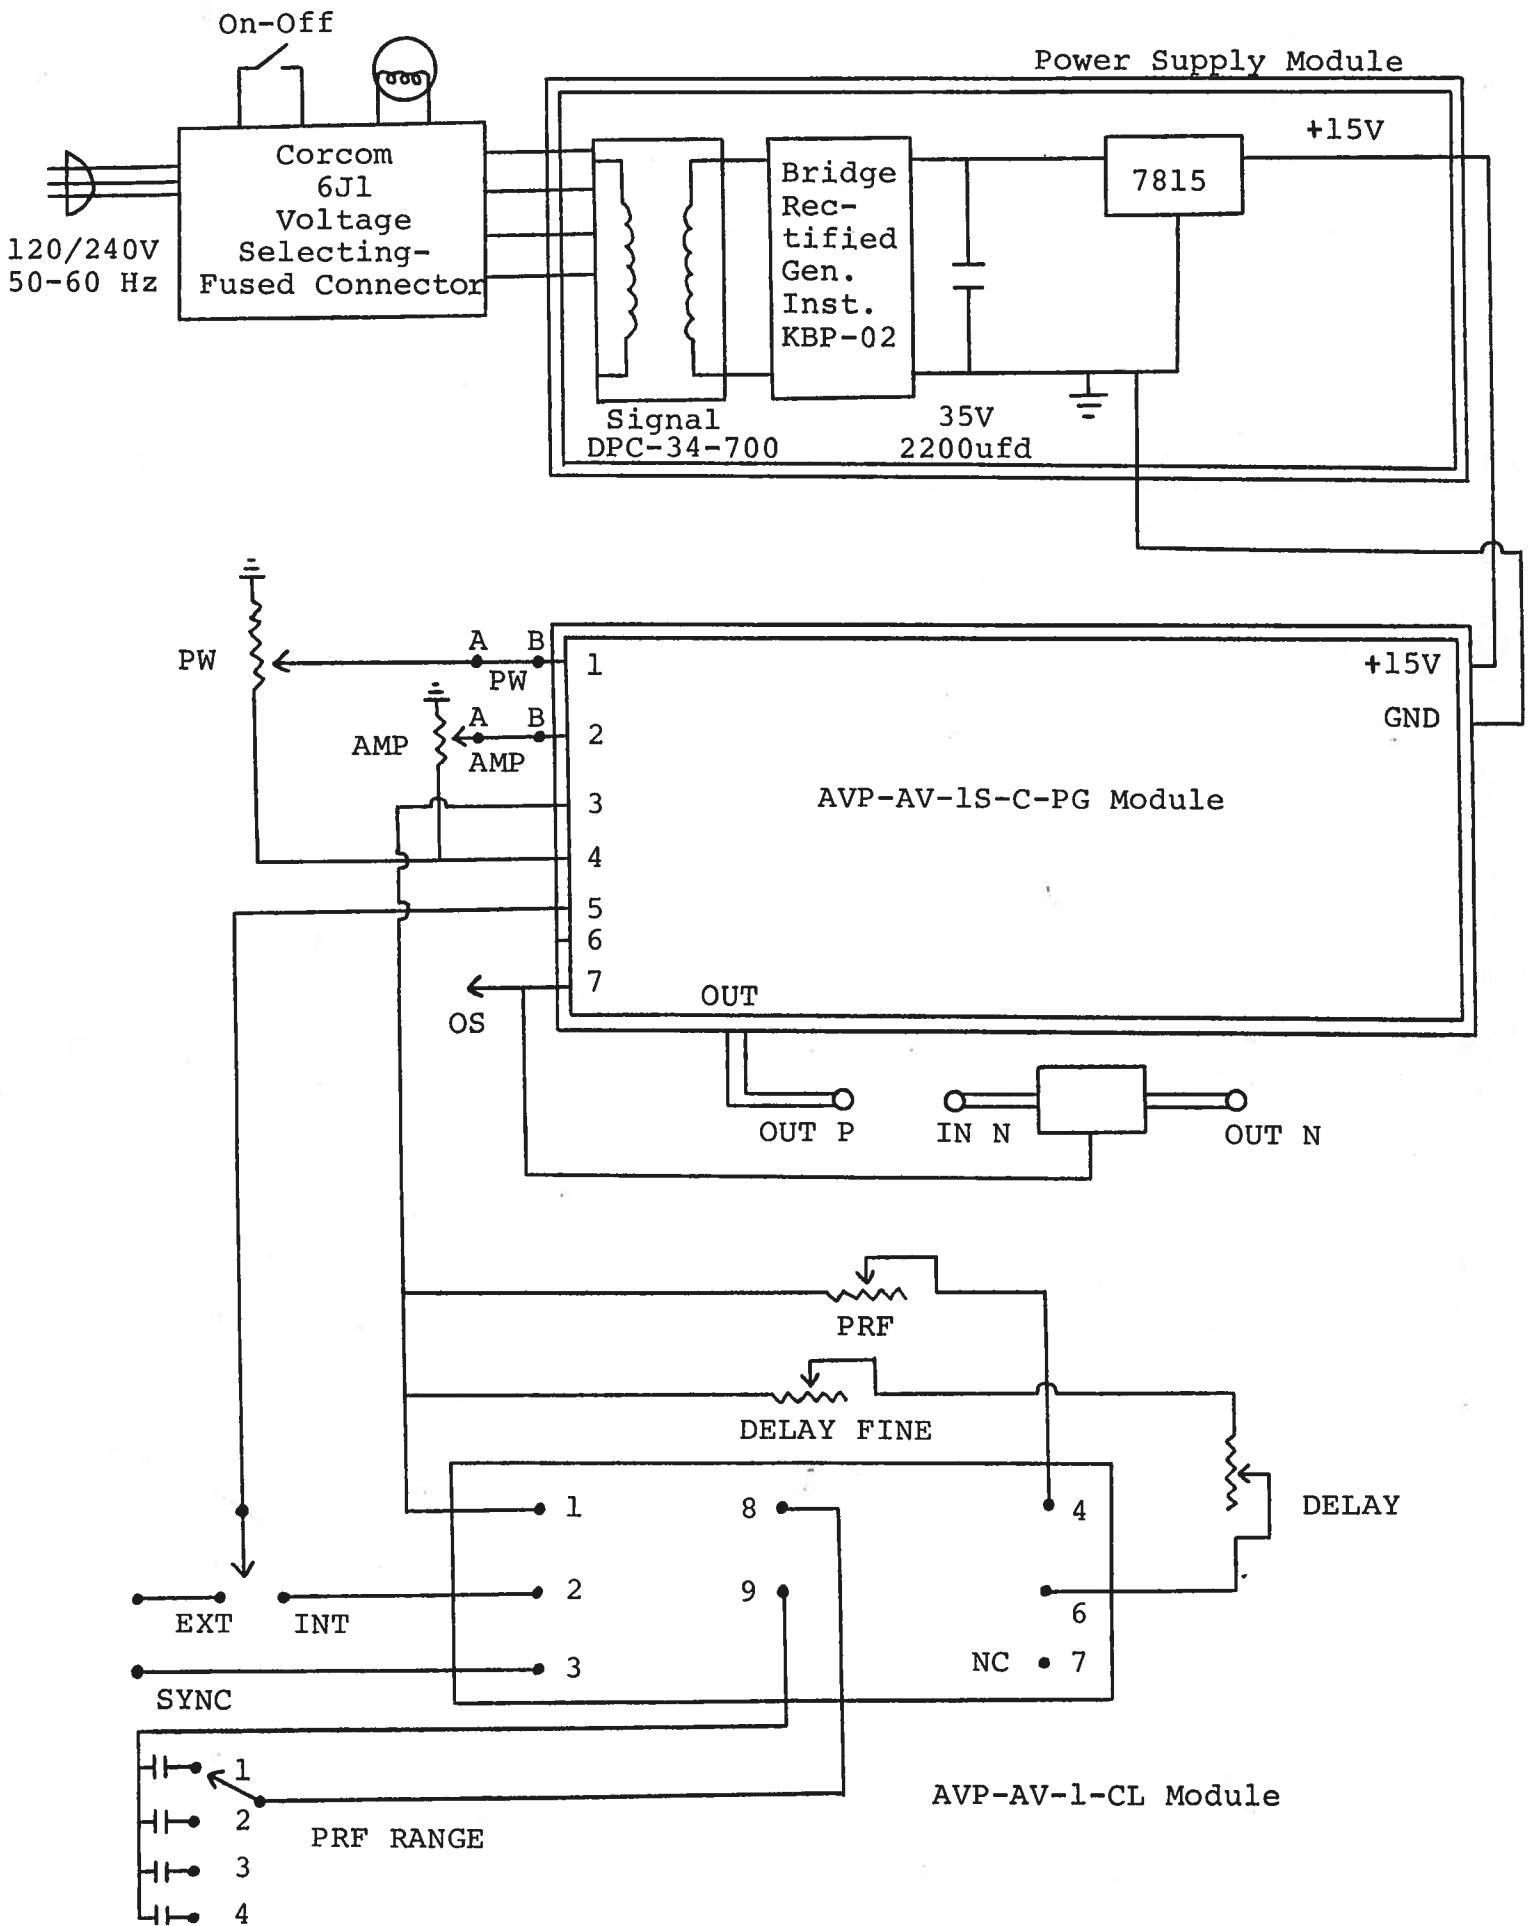 On-Off
Power Supply Module
Corcom
6J1
Voltage
Selecting-
Fused Connector
120/240V
50-60 Hz
Bridge
Rec-
tified
Gen.
Inst.
KBP-02
7815
+15V
Signal
DPC-34-700
35V
2200ufd
PW
A B
PW
1
+15V
AMP
A B
AMP
2
GND
3
AVP-AV-1S-C-PG Module
4
5
6
7
OS
OUT
OUT P
IN N
OUT N
PRF
DELAY FINE
DELAY
1
8
4
2
9
6
EXT
INT
3
NC
7
SYNC
1
2
3
4
PRF RANGE
AVP-AV-1-CL Module